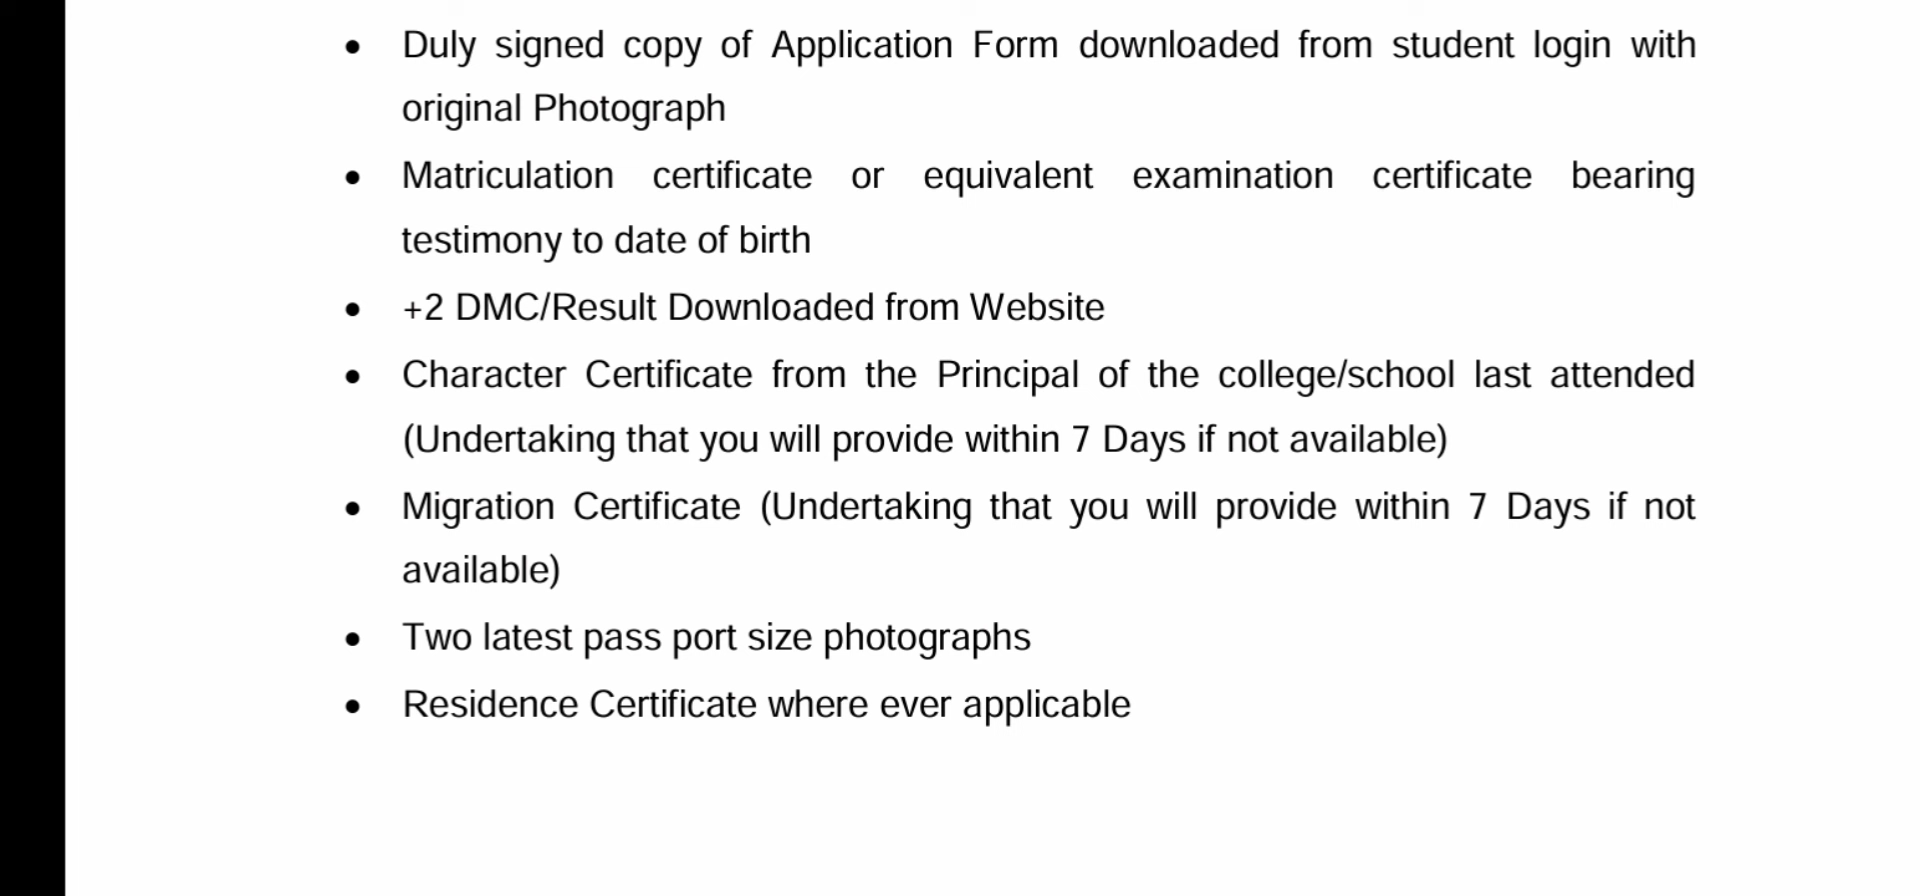 • Duly signed copy of Application Form downloaded from student login with
original Photograph
• Matriculation certificate or equivalent examination certificate bearing
testimony to date of birth
• +2 DMC/Result Downloaded from Website
• Character Certificate from the Principal of the college/school last attended
(Undertaking that you will provide within 7 Days if not available)
• Migration Certificate (Undertaking that you will provide within 7 Days if not
available)
• Two latest pass port size photographs
• Residence Certificate where ever applicable